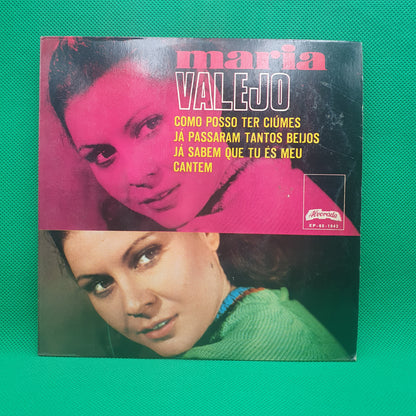 maria
VALEJO
COMO POSSO TER CIÚMES
JÁ PASSARAM TANTOS BEIJOS
JÁ SABEM QUE TU ÉS MEU
CANTEM
Alvorada